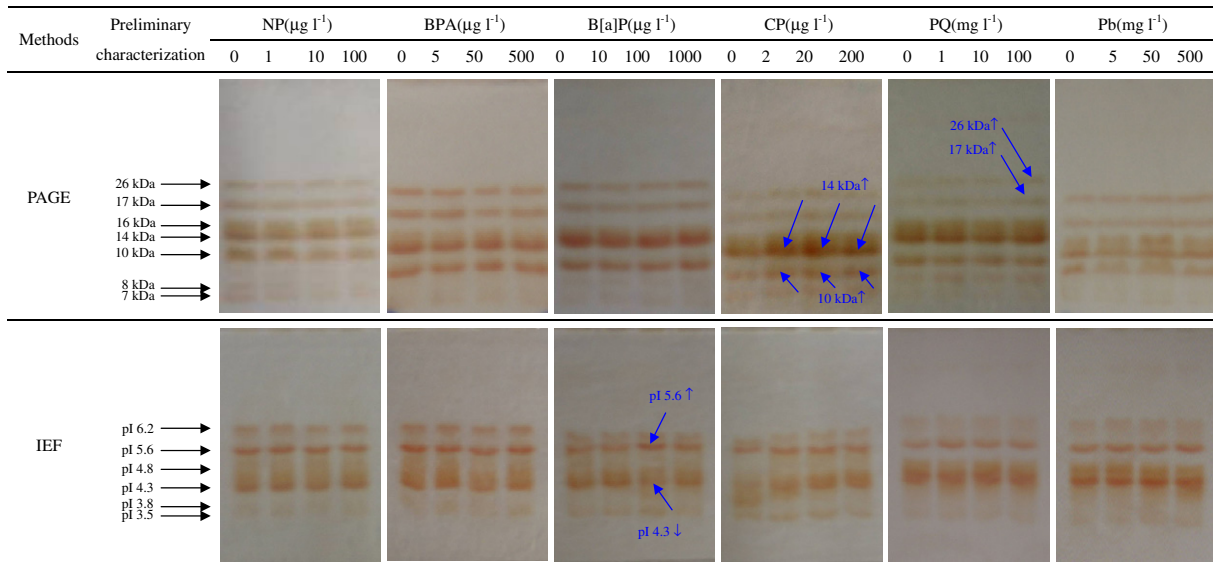 Methods Preliminary characterization NP(µg l⁻¹) BPA(µg l⁻¹) B[a]P(µg l⁻¹) CP(µg l⁻¹) PQ(mg l⁻¹) Pb(mg l⁻¹)
0 1 10 100 0 5 50 500 0 10 100 1000 0 2 20 200 0 1 10 100 0 5 50 500
PAGE
26 kDa
17 kDa
16 kDa
14 kDa
10 kDa
8 kDa
7 kDa
14 kDa↑
10 kDa↑
26 kDa↑
17 kDa↑
IEF
pI 6.2
pI 5.6
pI 4.8
pI 4.3
pI 3.8
pI 3.5
pI 5.6 ↑
pI 4.3 ↓